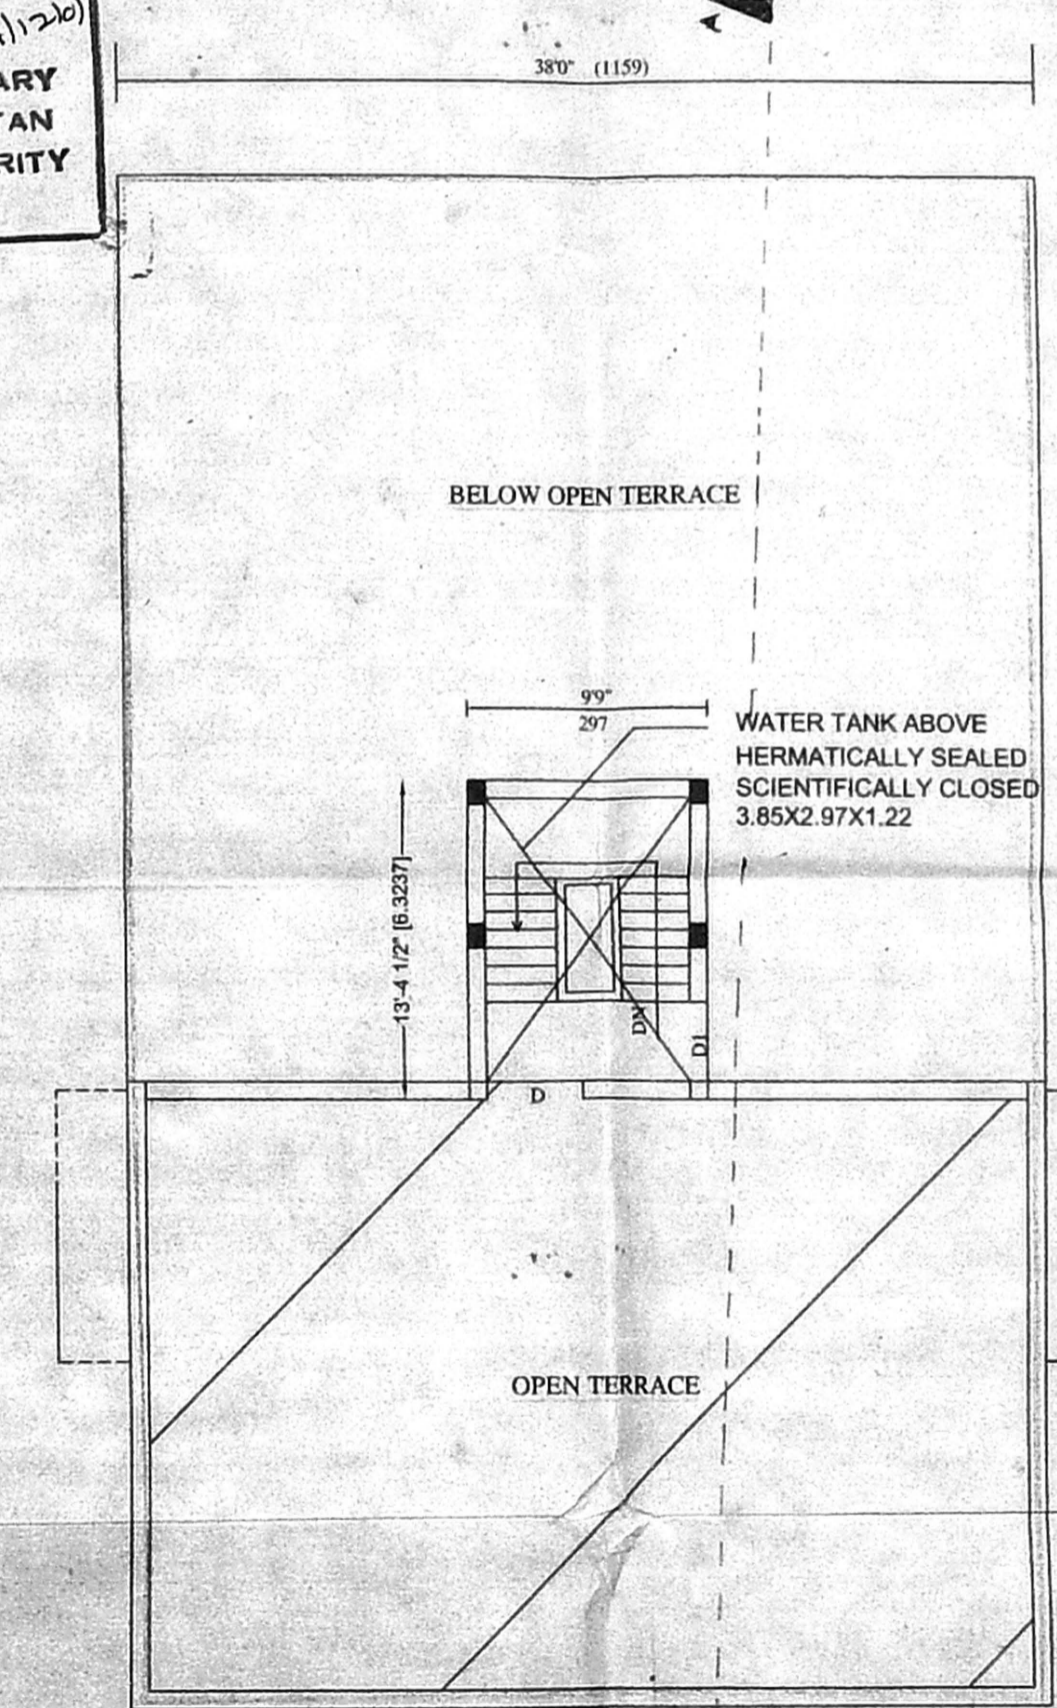 ARY
TAN
RITY
A
38'0" (1159)
BELOW OPEN TERRACE
9'9"
297
WATER TANK ABOVE
HERMATICALLY SEALED
SCIENTIFICALLY CLOSED
3.85X2.97X1.22
13'-4 1/2" [6.3237]
DN
D1
D
OPEN TERRACE